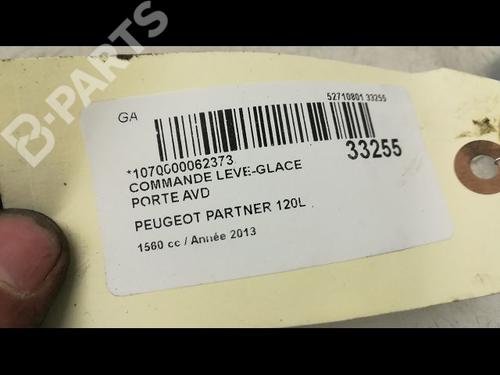 GA
52710801 33255
*1070000062373
33255
COMMANDE LEVE-GLACE
PORTE AVD
PEUGEOT PARTNER 120L
1560 cc / Année 2013
B-PARTS